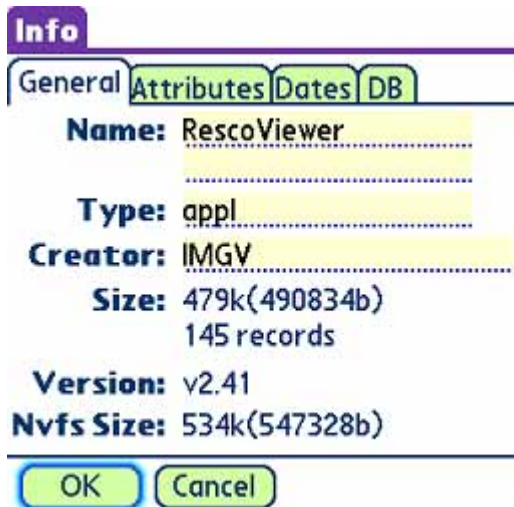 Info
General Attributes Dates DB
Name: RescoViewer
Type: appl
Creator: IMGV
Size: 479k(490834b)
145 records
Version: v2.41
Nvfs Size: 534k(547328b)
OK Cancel